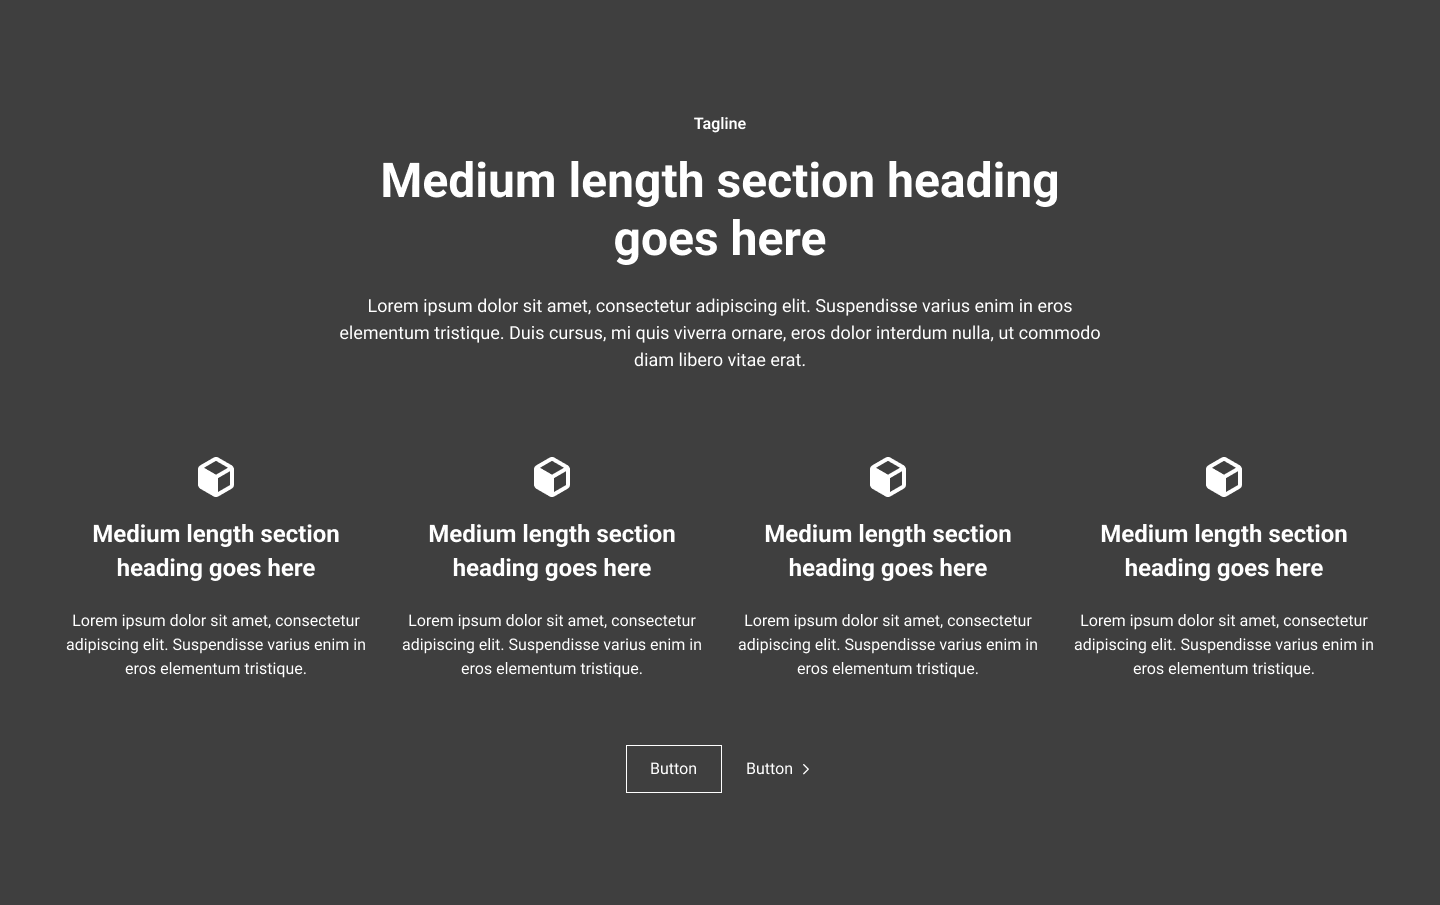 Tagline
Medium length section heading
goes here
Lorem ipsum dolor sit amet, consectetur adipiscing elit. Suspendisse varius enim in eros
elementum tristique. Duis cursus, mi quis viverra ornare, eros dolor interdum nulla, ut commodo
diam libero vitae erat.
Medium length section
heading goes here
Lorem ipsum dolor sit amet, consectetur
adipiscing elit. Suspendisse varius enim in
eros elementum tristique.
Medium length section
heading goes here
Lorem ipsum dolor sit amet, consectetur
adipiscing elit. Suspendisse varius enim in
eros elementum tristique.
Medium length section
heading goes here
Lorem ipsum dolor sit amet, consectetur
adipiscing elit. Suspendisse varius enim in
eros elementum tristique.
Medium length section
heading goes here
Lorem ipsum dolor sit amet, consectetur
adipiscing elit. Suspendisse varius enim in
eros elementum tristique.
Button
Button